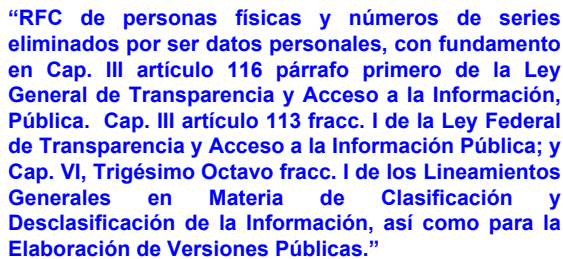 “RFC de personas físicas y números de series
eliminados por ser datos personales, con fundamento
en Cap. III artículo 116 párrafo primero de la Ley
General de Transparencia y Acceso a la Información,
Pública. Cap. III artículo 113 fracc. I de la Ley Federal
de Transparencia y Acceso a la Información Pública; y
Cap. VI, Trigésimo Octavo fracc. I de los Lineamientos
Generales en Materia de Clasificación y
Desclasificación de la Información, así como para la
Elaboración de Versiones Públicas.”